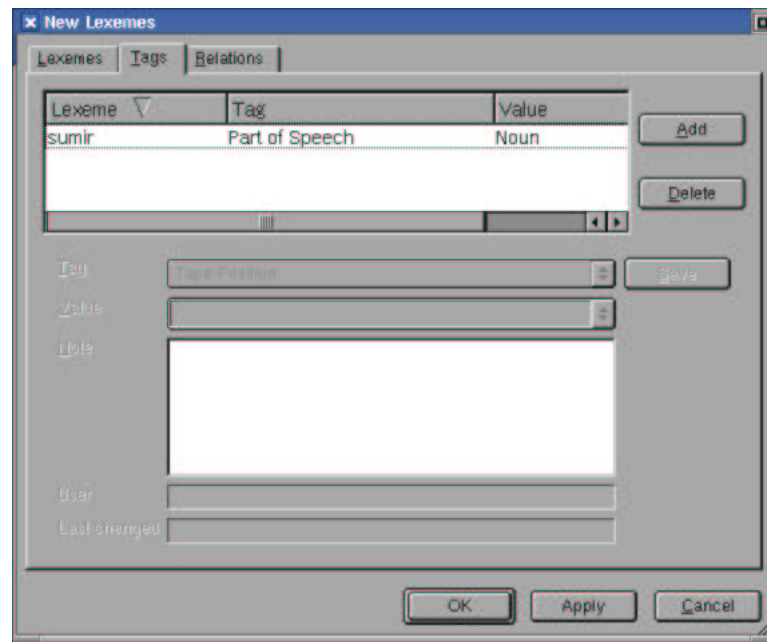 New Lexemes
Lexemes Tags Relations
Lexeme Tag Value
sumir Part of Speech Noun
Add
Delete
Tag Tape Position Save
Value
Note
User
Last changed
OK Apply Cancel